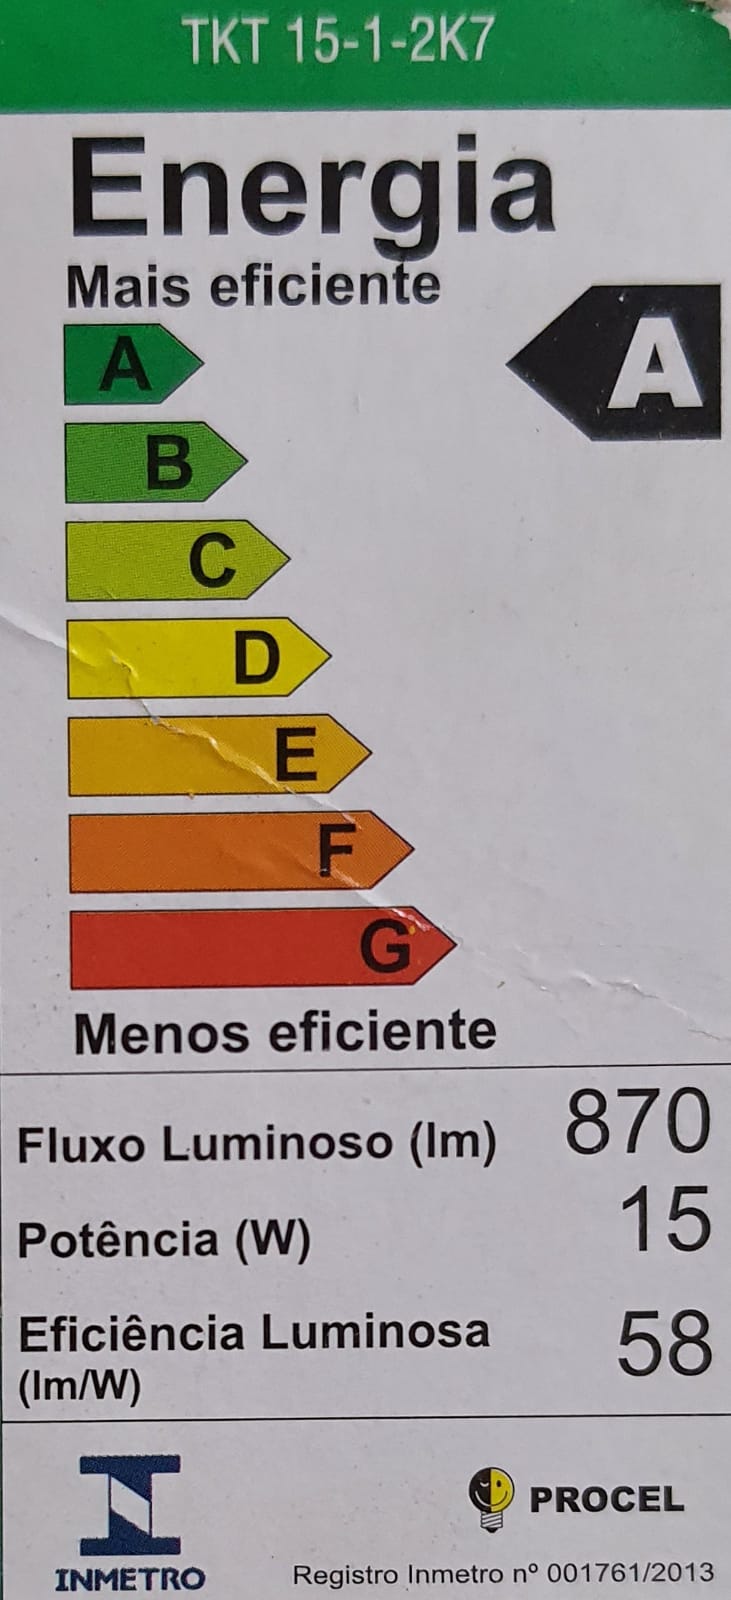 TKT 15-1-2K7
Energia
Mais eficiente
A
A
B
C
D
E
F
G
Menos eficiente
Fluxo Luminoso (lm) 870
Potência (W) 15
Eficiência Luminosa 58
(lm/W)
PROCEL
INMETRO
Registro Inmetro nº 001761/2013